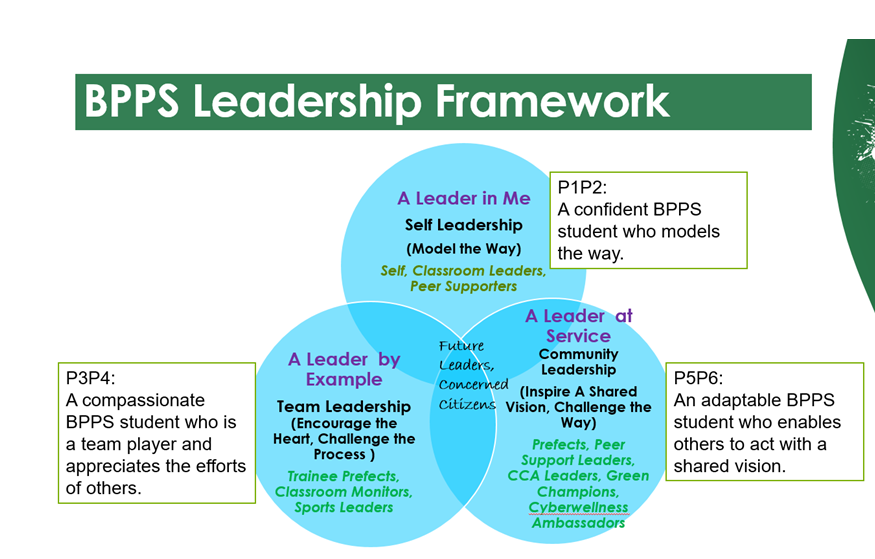 BPPS Leadership Framework
A Leader in Me
Self Leadership
(Model the Way)
Self, Classroom Leaders,
Peer Supporters
P1P2:
A confident BPPS
student who models
the way.
A Leader by
Example
Team Leadership
(Encourage the
Heart, Challenge the
Process )
Trainee Prefects,
Classroom Monitors,
Sports Leaders
P3P4:
A compassionate
BPPS student who is
a team player and
appreciates the efforts
of others.
Future
Leaders,
Concerned
Citizens
A Leader at
Service
Community
Leadership
(Inspire A Shared
Vision, Challenge the
Way)
Prefects, Peer
Support Leaders,
CCA Leaders, Green
Champions,
Cyberwellness
Ambassadors
P5P6:
An adaptable BPPS
student who enables
others to act with a
shared vision.